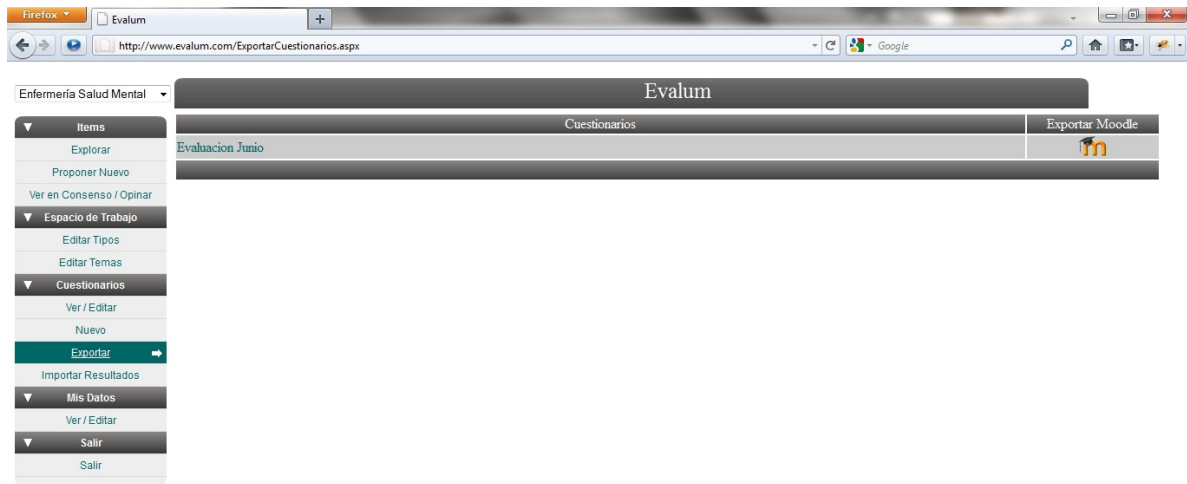 Firefox
Evalum
http://www.evalum.com/ExportarCuestionarios.aspx
Google
Enfermería Salud Mental
Evalum
Items
Explorar
Proponer Nuevo
Ver en Consenso / Opinar
Espacio de Trabajo
Editar Tipos
Editar Temas
Cuestionarios
Ver / Editar
Nuevo
Exportar
Importar Resultados
Mis Datos
Ver / Editar
Salir
Salir
Cuestionarios Exportar Moodle
Evaluacion Junio